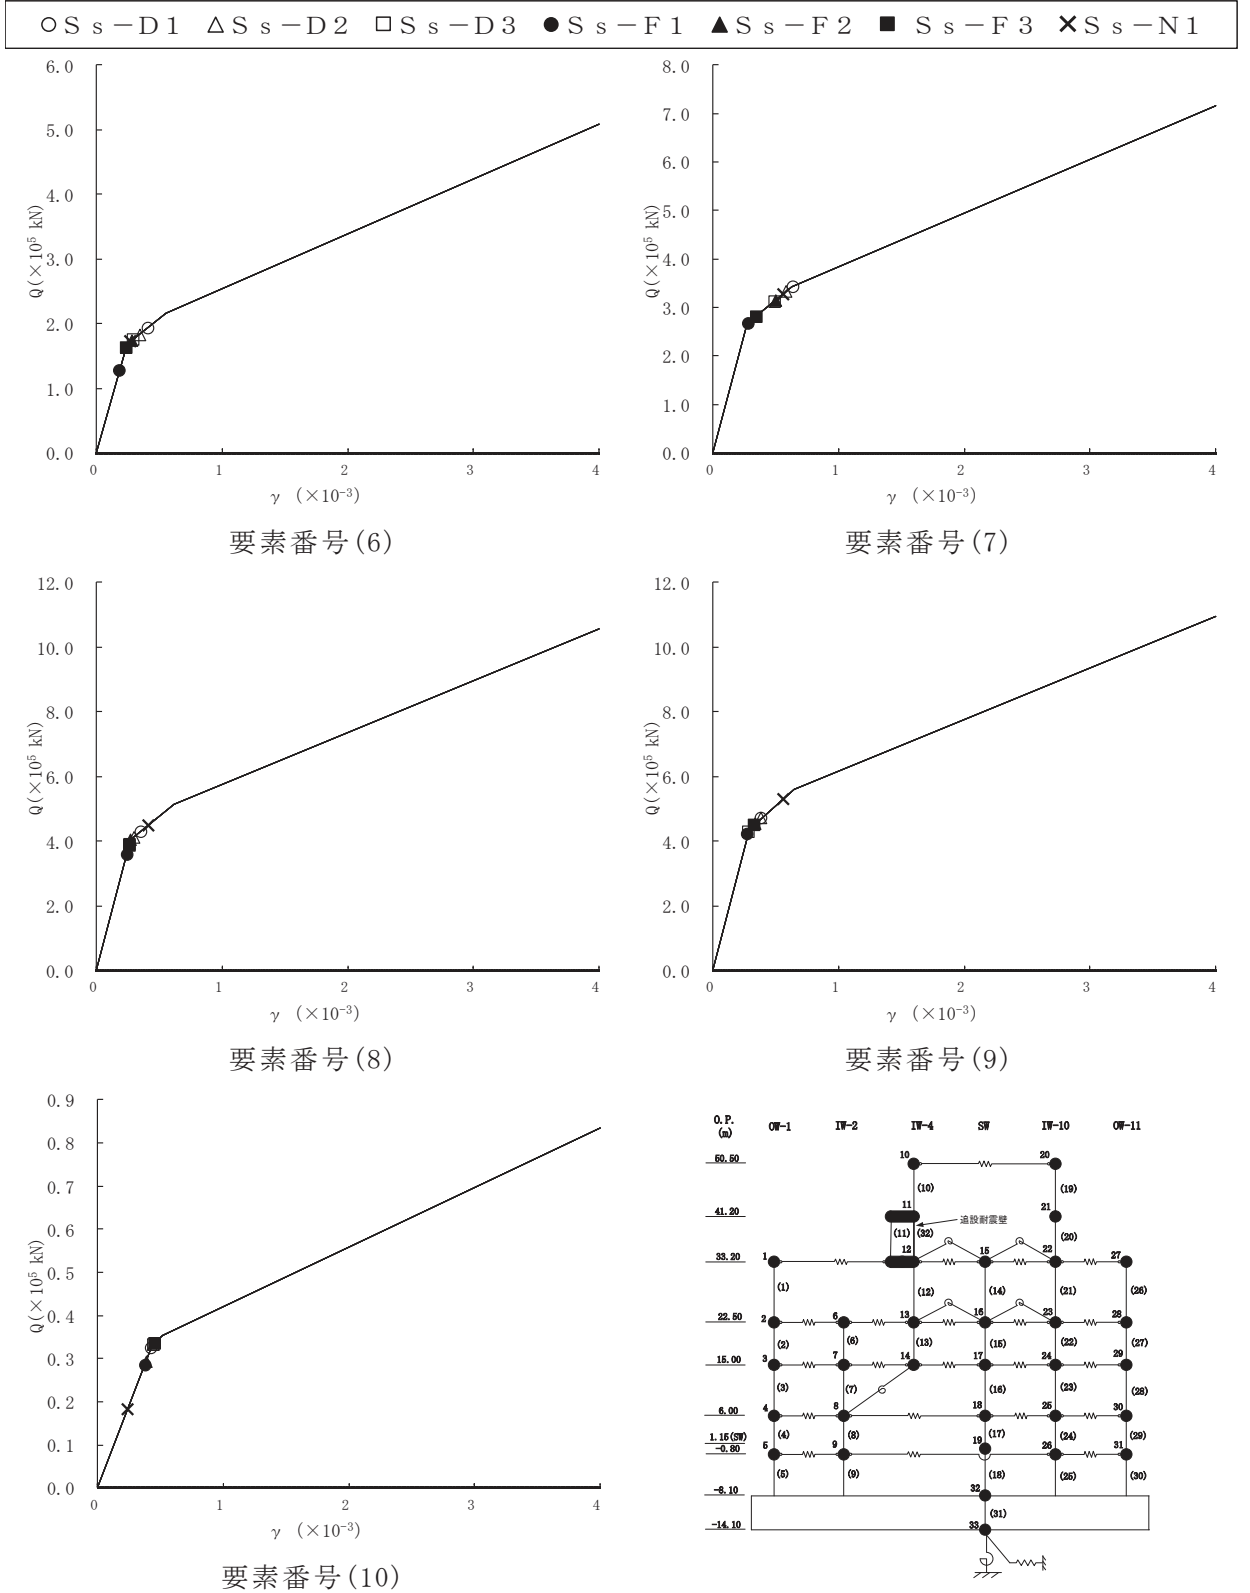 ○Ｓｓ－Ｄ１ △Ｓｓ－Ｄ２ □Ｓｓ－Ｄ３ ●Ｓｓ－Ｆ１ ▲Ｓｓ－Ｆ２ ■ Ｓｓ－Ｆ３ ×Ｓｓ－Ｎ１
6.0
5.0
4.0
3.0
2.0
1.0
0.0
Q(×10⁵ kN)
0 1 2 3 4
γ (×10⁻³)
要素番号(6)
8.0
7.0
6.0
5.0
4.0
3.0
2.0
1.0
0.0
Q(×10⁵ kN)
0 1 2 3 4
γ (×10⁻³)
要素番号(7)
12.0
10.0
8.0
6.0
4.0
2.0
0.0
Q(×10⁵ kN)
0 1 2 3 4
γ (×10⁻³)
要素番号(8)
12.0
10.0
8.0
6.0
4.0
2.0
0.0
Q(×10⁵ kN)
0 1 2 3 4
γ (×10⁻³)
要素番号(9)
0.9
0.8
0.7
0.6
0.5
0.4
0.3
0.2
0.1
0.0
Q(×10⁵ kN)
0 1 2 3 4
γ (×10⁻³)
要素番号(10)
O.P.
(m)
OW-1 IW-2 IW-4 SW IW-10 OW-11
50.50 10 20
(10) (19)
41.20 11 21
追設耐震壁
(11) (32) (20)
33.20 1 12 15 22 27
(1) (12) (14) (21) (26)
22.50 2 6 13 16 23 28
(2) (6) (13) (15) (22) (27)
15.00 3 7 14 17 24 29
(3) (7) (16) (23) (28)
6.00 4 8 18 25 30
(4) (8) (17) (24) (29)
1.15(SW) 19
-0.80 5 9 26 31
(5) (9) (18) (25) (30)
-8.10 32
(31)
-14.10 33